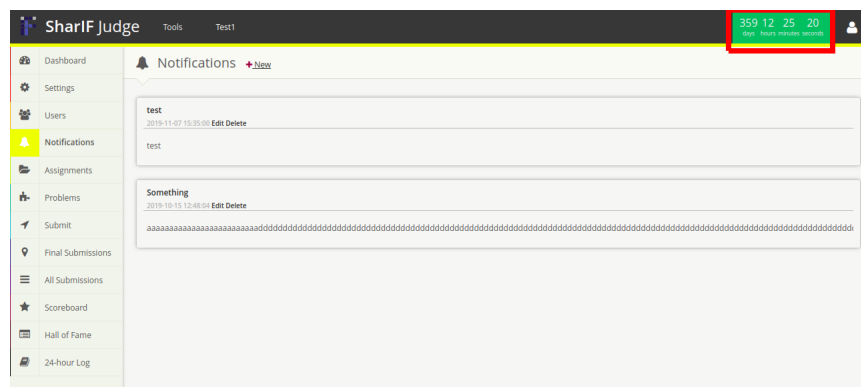 SharIF Judge Tools Test1
359 12 25 20
days hours minutes seconds
Dashboard
Settings
Users
Notifications
Assignments
Problems
Submit
Final Submissions
All Submissions
Scoreboard
Hall of Fame
24-hour Log
Notifications +New
test
2019-11-07 15:35:00 Edit Delete
test
Something
2019-10-15 12:48:04 Edit Delete